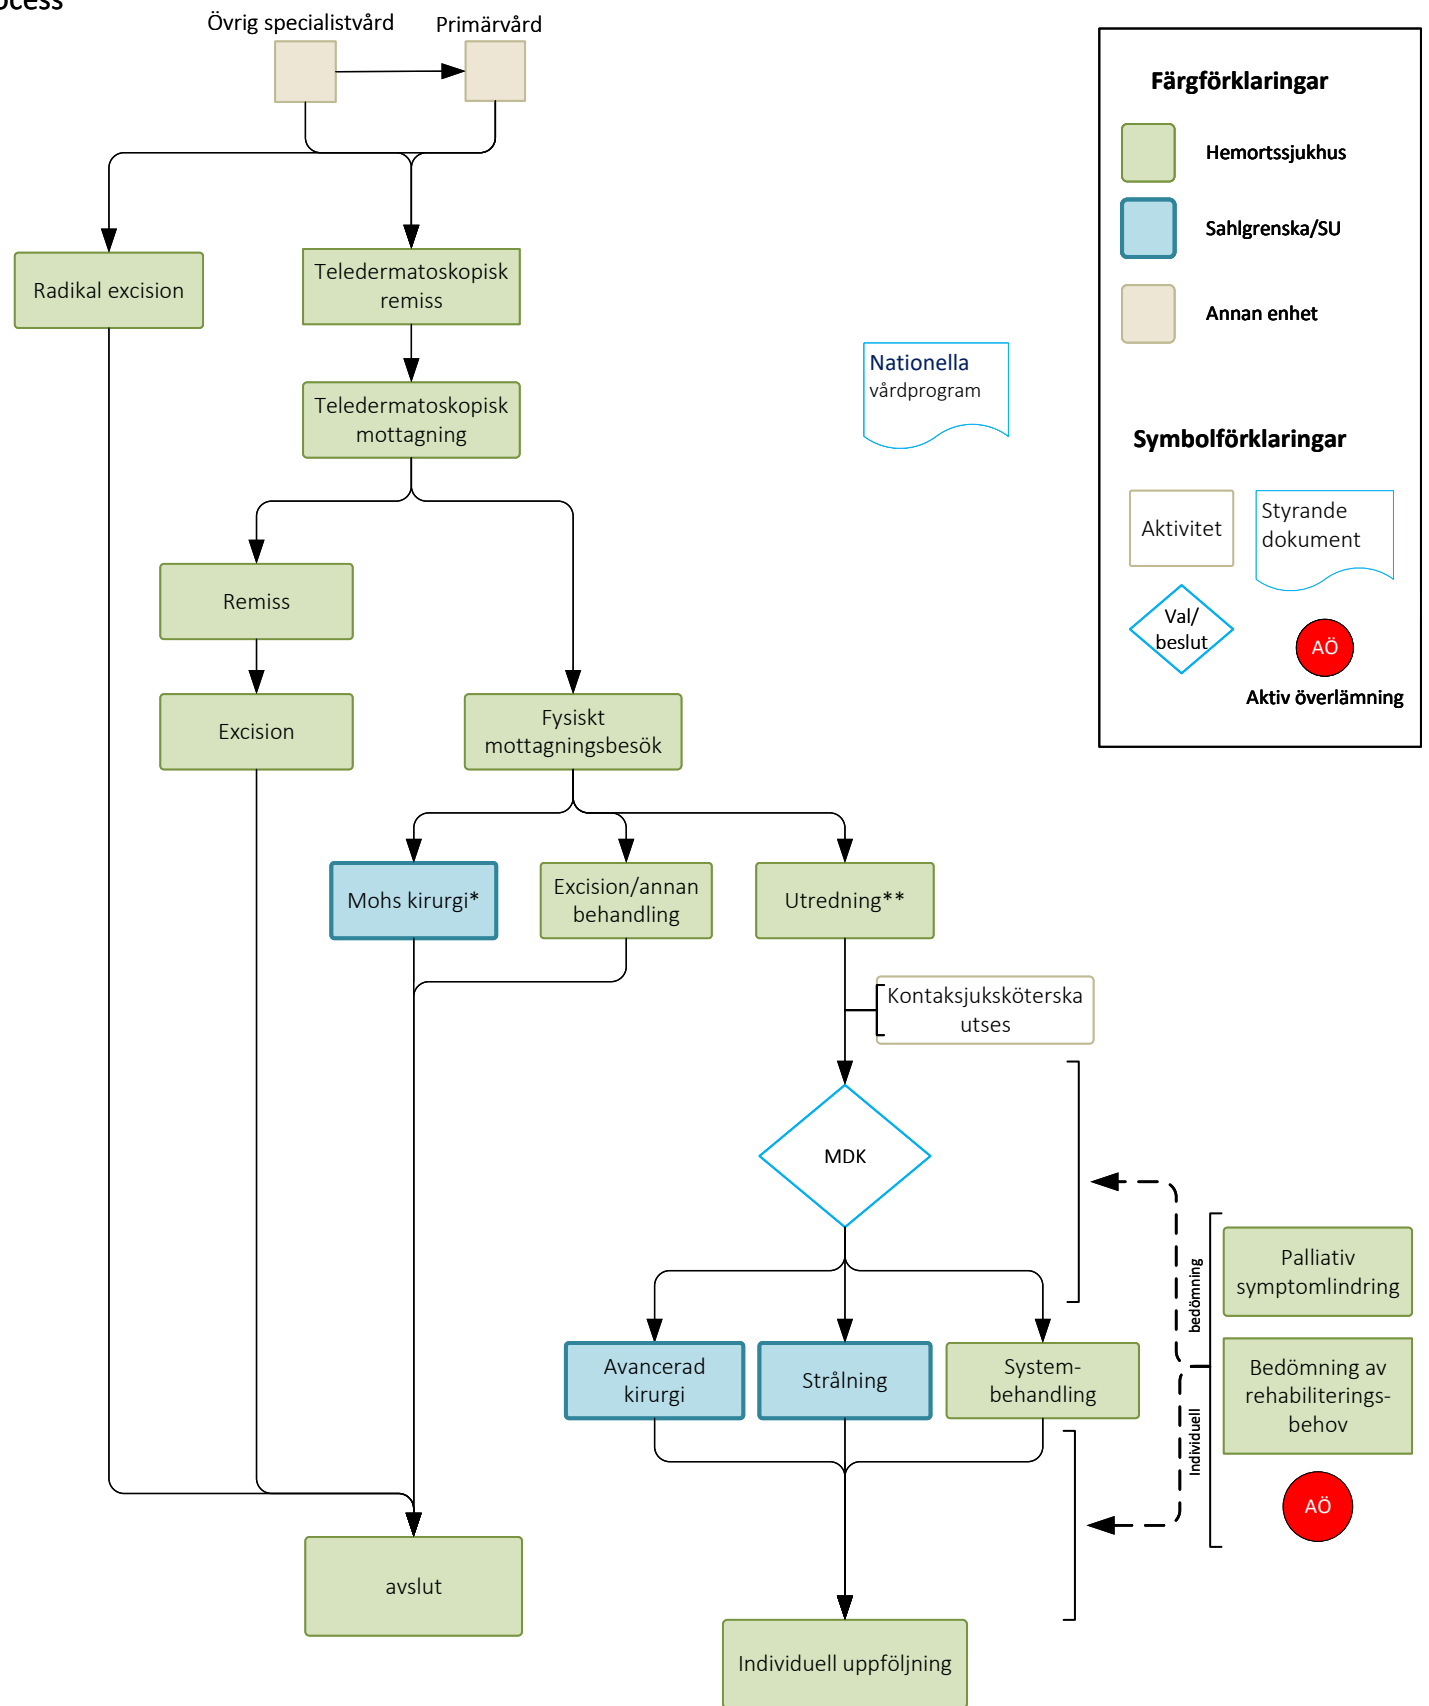 ocess
Övrig specialistvård
Primärvård
Radikal excision
Teledermatoskopisk
remiss
Teledermatoskopisk
mottagning
Remiss
Excision
Fysiskt
mottagningsbesök
Mohs kirurgi*
Excision/annan
behandling
Utredning**
Kontaksjuksköterska
utses
MDK
Avancerad
kirurgi
Strålning
System-
behandling
avslut
Individuell uppföljning
Nationella
vårdprogram
Färgförklaringar
Hemortssjukhus
Sahlgrenska/SU
Annan enhet
Symbolförklaringar
Aktivitet
Styrande
dokument
Val/
beslut
AÖ
Aktiv överlämning
Individuell bedömning
Palliativ
symptomlindring
Bedömning av
rehabiliterings-
behov
AÖ